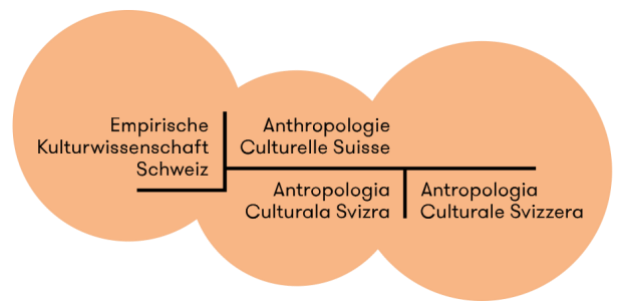 Empirische
Kulturwissenschaft
Schweiz
Anthropologie
Culturelle Suisse
Antropologia
Culturala Svizra
Antropologia
Culturale Svizzera